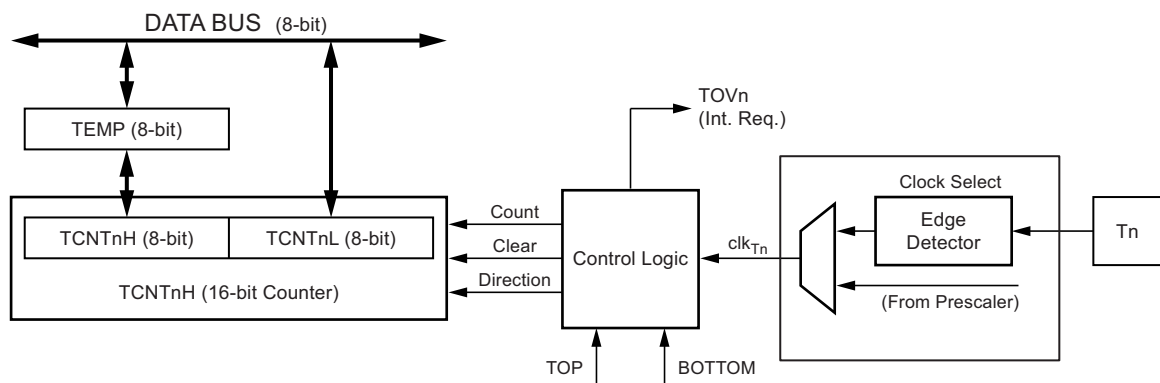 DATA BUS (8-bit)
TOVn
(Int. Req.)
TEMP (8-bit)
Clock Select
Count
Edge
Detector
Tn
TCNTnH (8-bit)
TCNTnL (8-bit)
Clear
Control Logic
clkTn
Direction
TCNTnH (16-bit Counter)
(From Prescaler)
TOP
BOTTOM